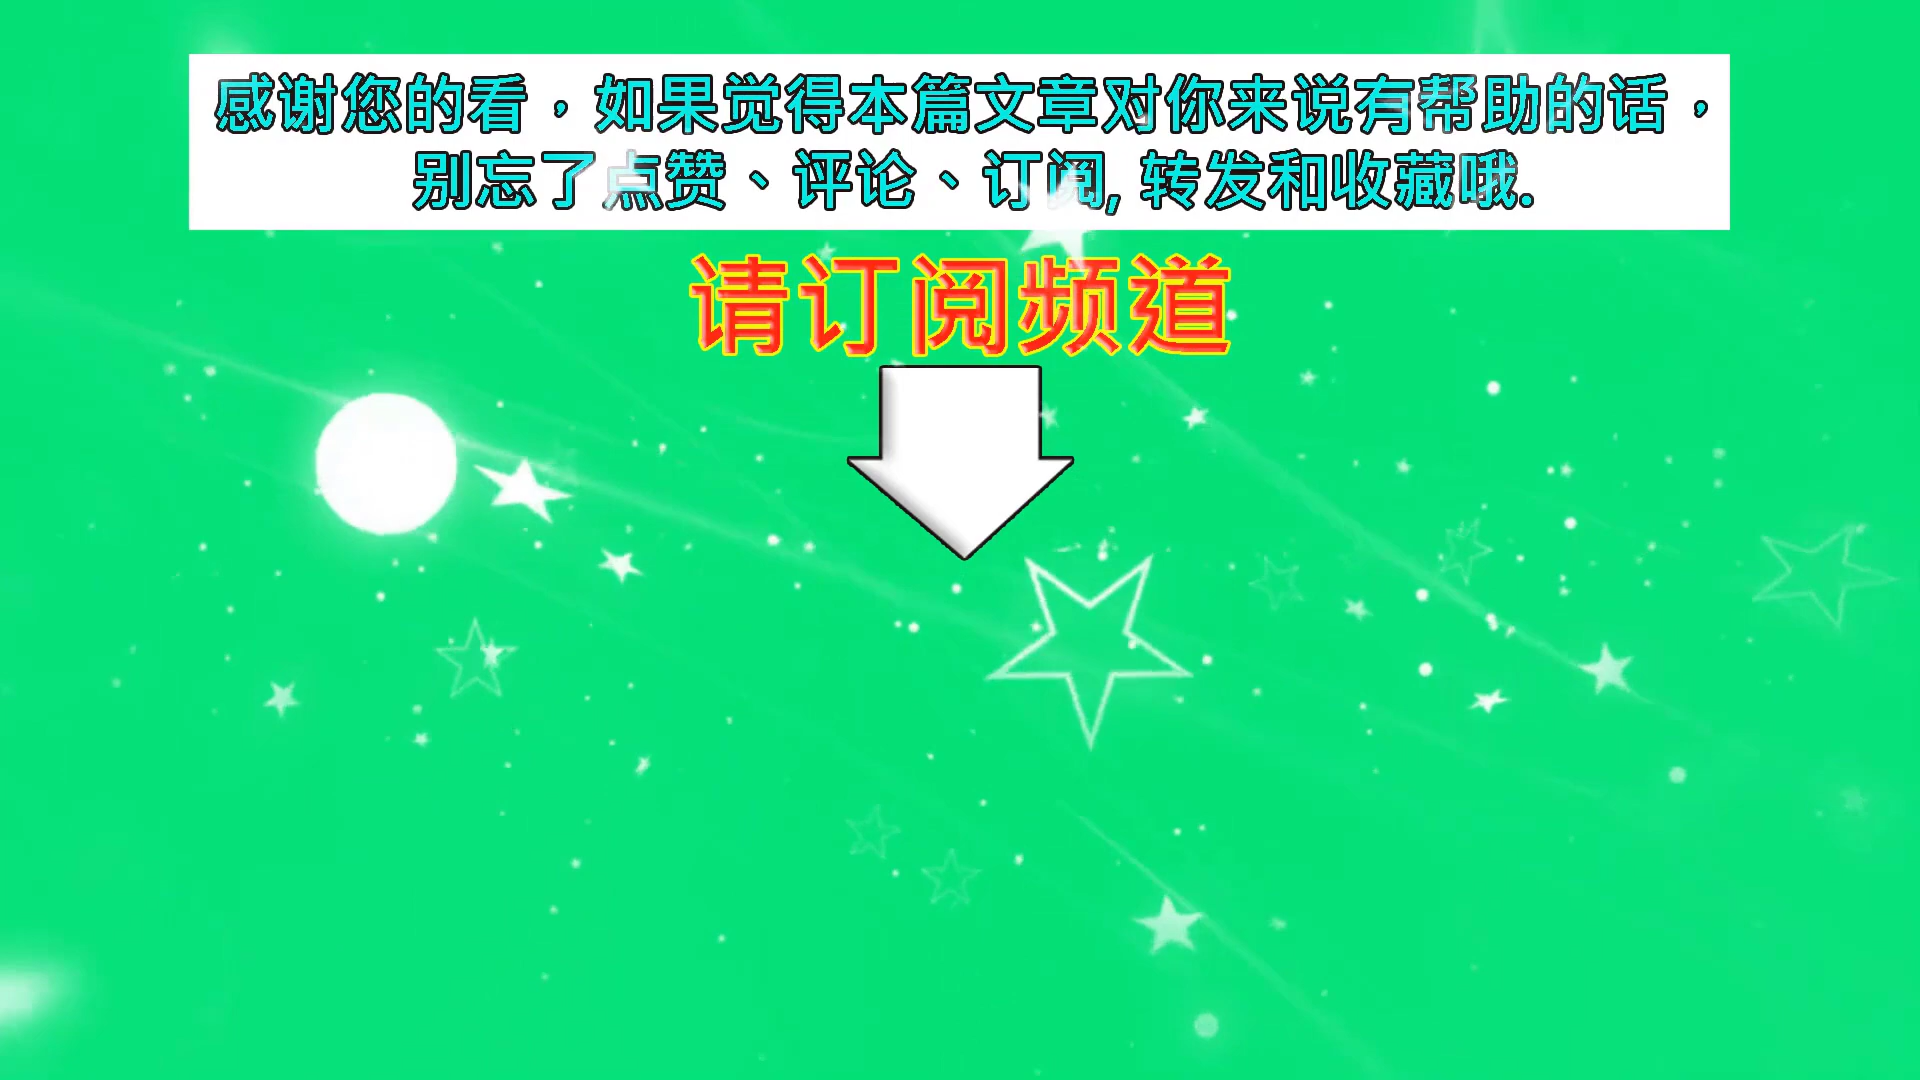 感谢您的看，如果觉得本篇文章对你来说有帮助的话，
别忘了点赞、评论、订阅, 转发和收藏哦.
请订阅频道